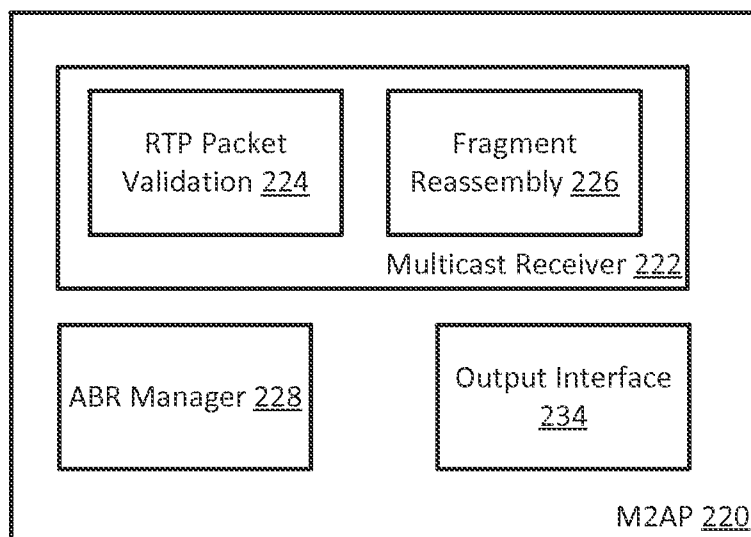 RTP Packet
Validation 224
Fragment
Reassembly 226
Multicast Receiver 222
ABR Manager 228
Output Interface
234
M2AP 220